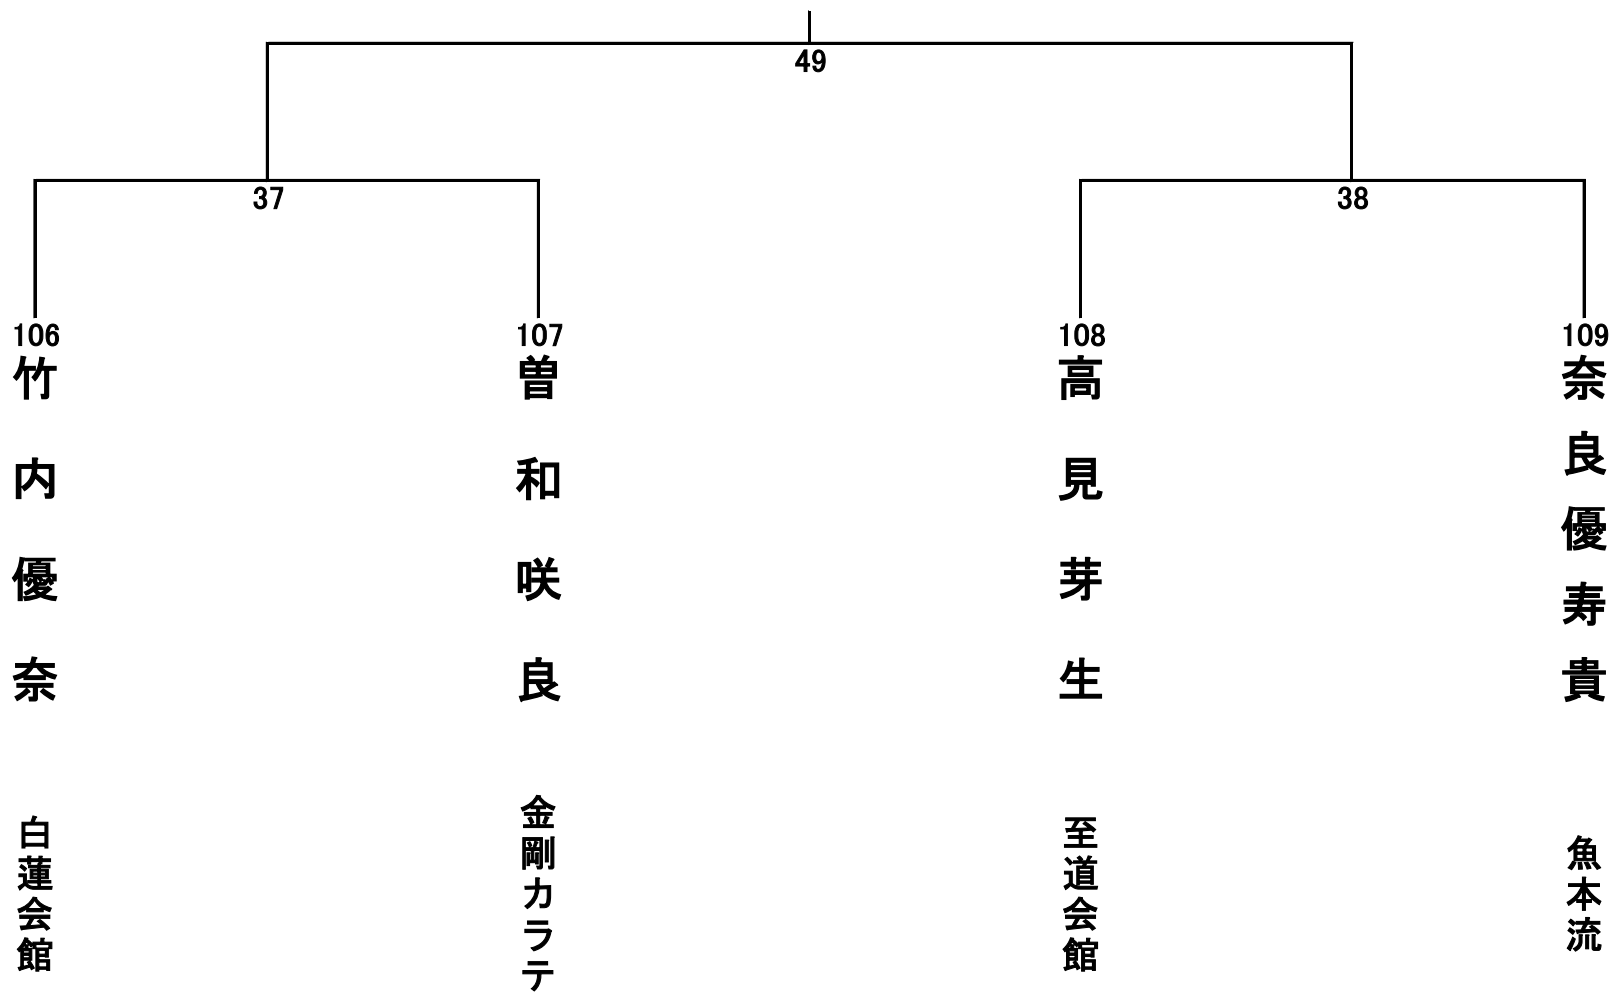 49
37
38
106
竹内優奈
白蓮会館
107
曽和咲良
金剛カラテ
108
高見芽生
至道会館
109
奈良優寿貴
魚本流